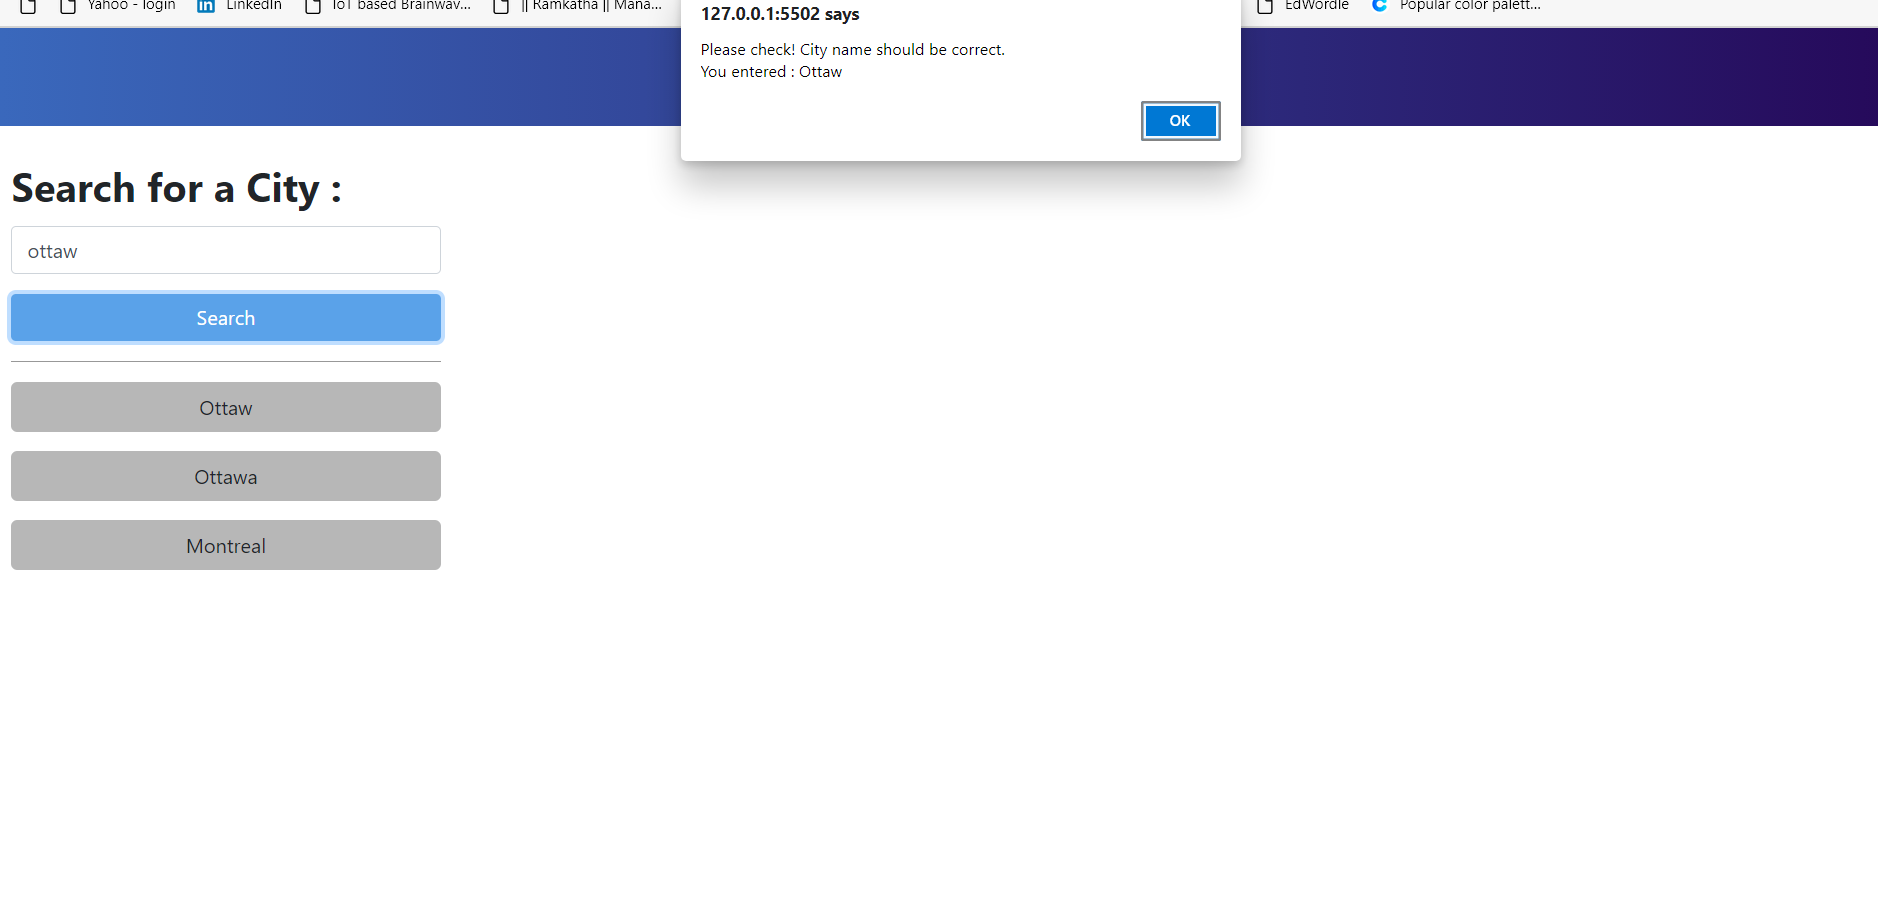 Yahoo - login
LinkedIn
IoT based Brainwav...
|| Ramkatha || Mana...
EdWordle
Popular color palett...
127.0.0.1:5502 says
Please check! City name should be correct.
You entered : Ottaw
OK
Search for a City :
ottaw
Search
Ottaw
Ottawa
Montreal